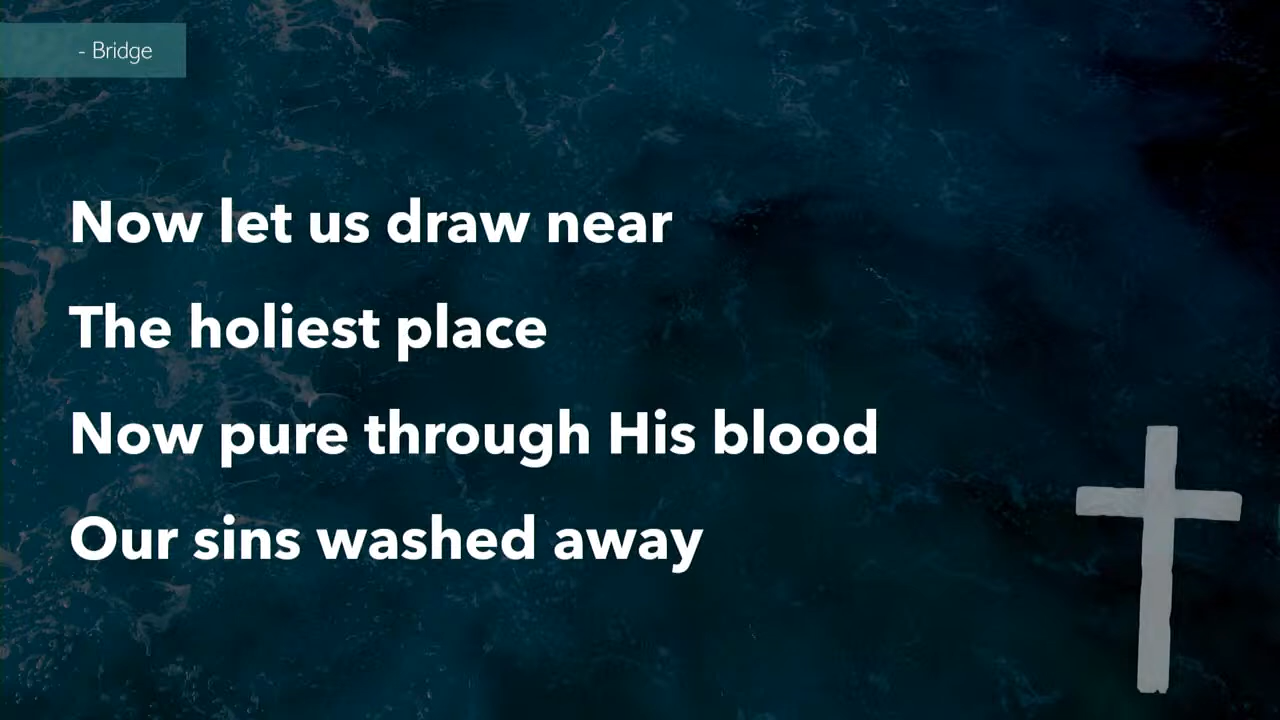 - Bridge
Now let us draw near
The holiest place
Now pure through His blood
Our sins washed away